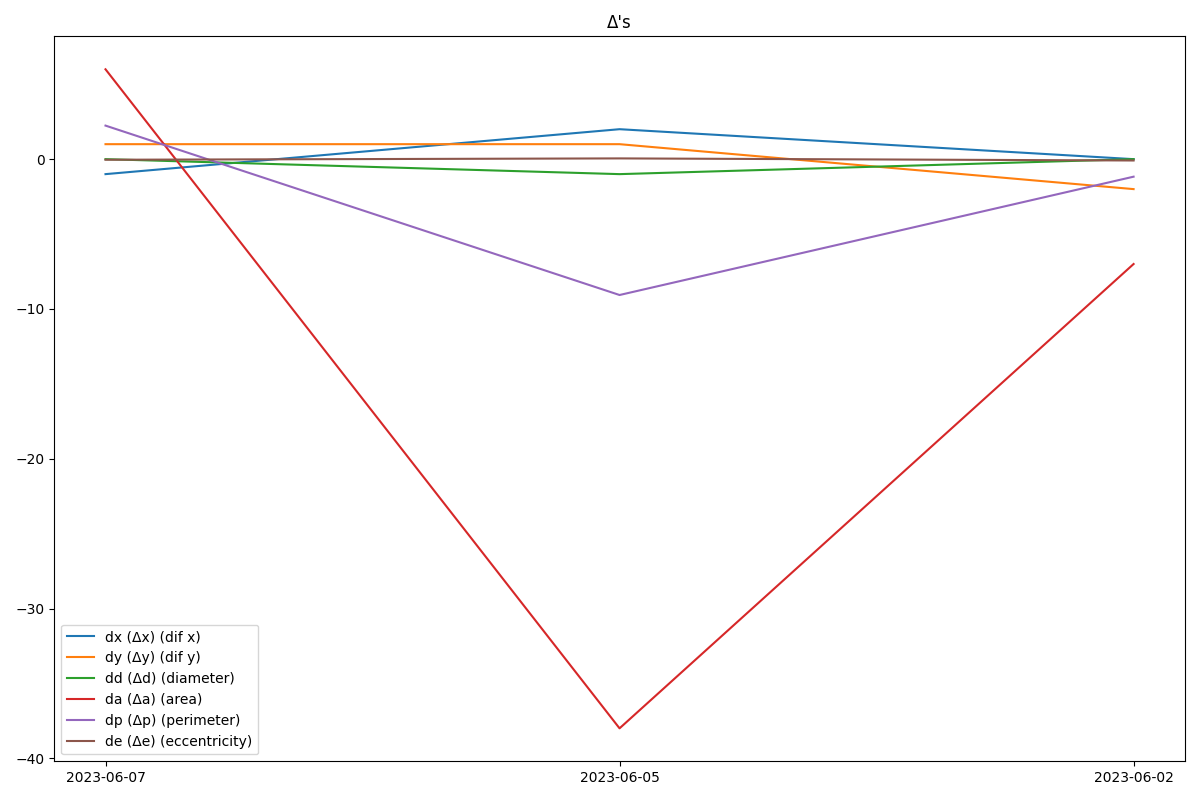 Δ's
0
−10
−20
−30
−40
dx (Δx) (dif x)
dy (Δy) (dif y)
dd (Δd) (diameter)
da (Δa) (area)
dp (Δp) (perimeter)
de (Δe) (eccentricity)
2023-06-07 2023-06-05 2023-06-02